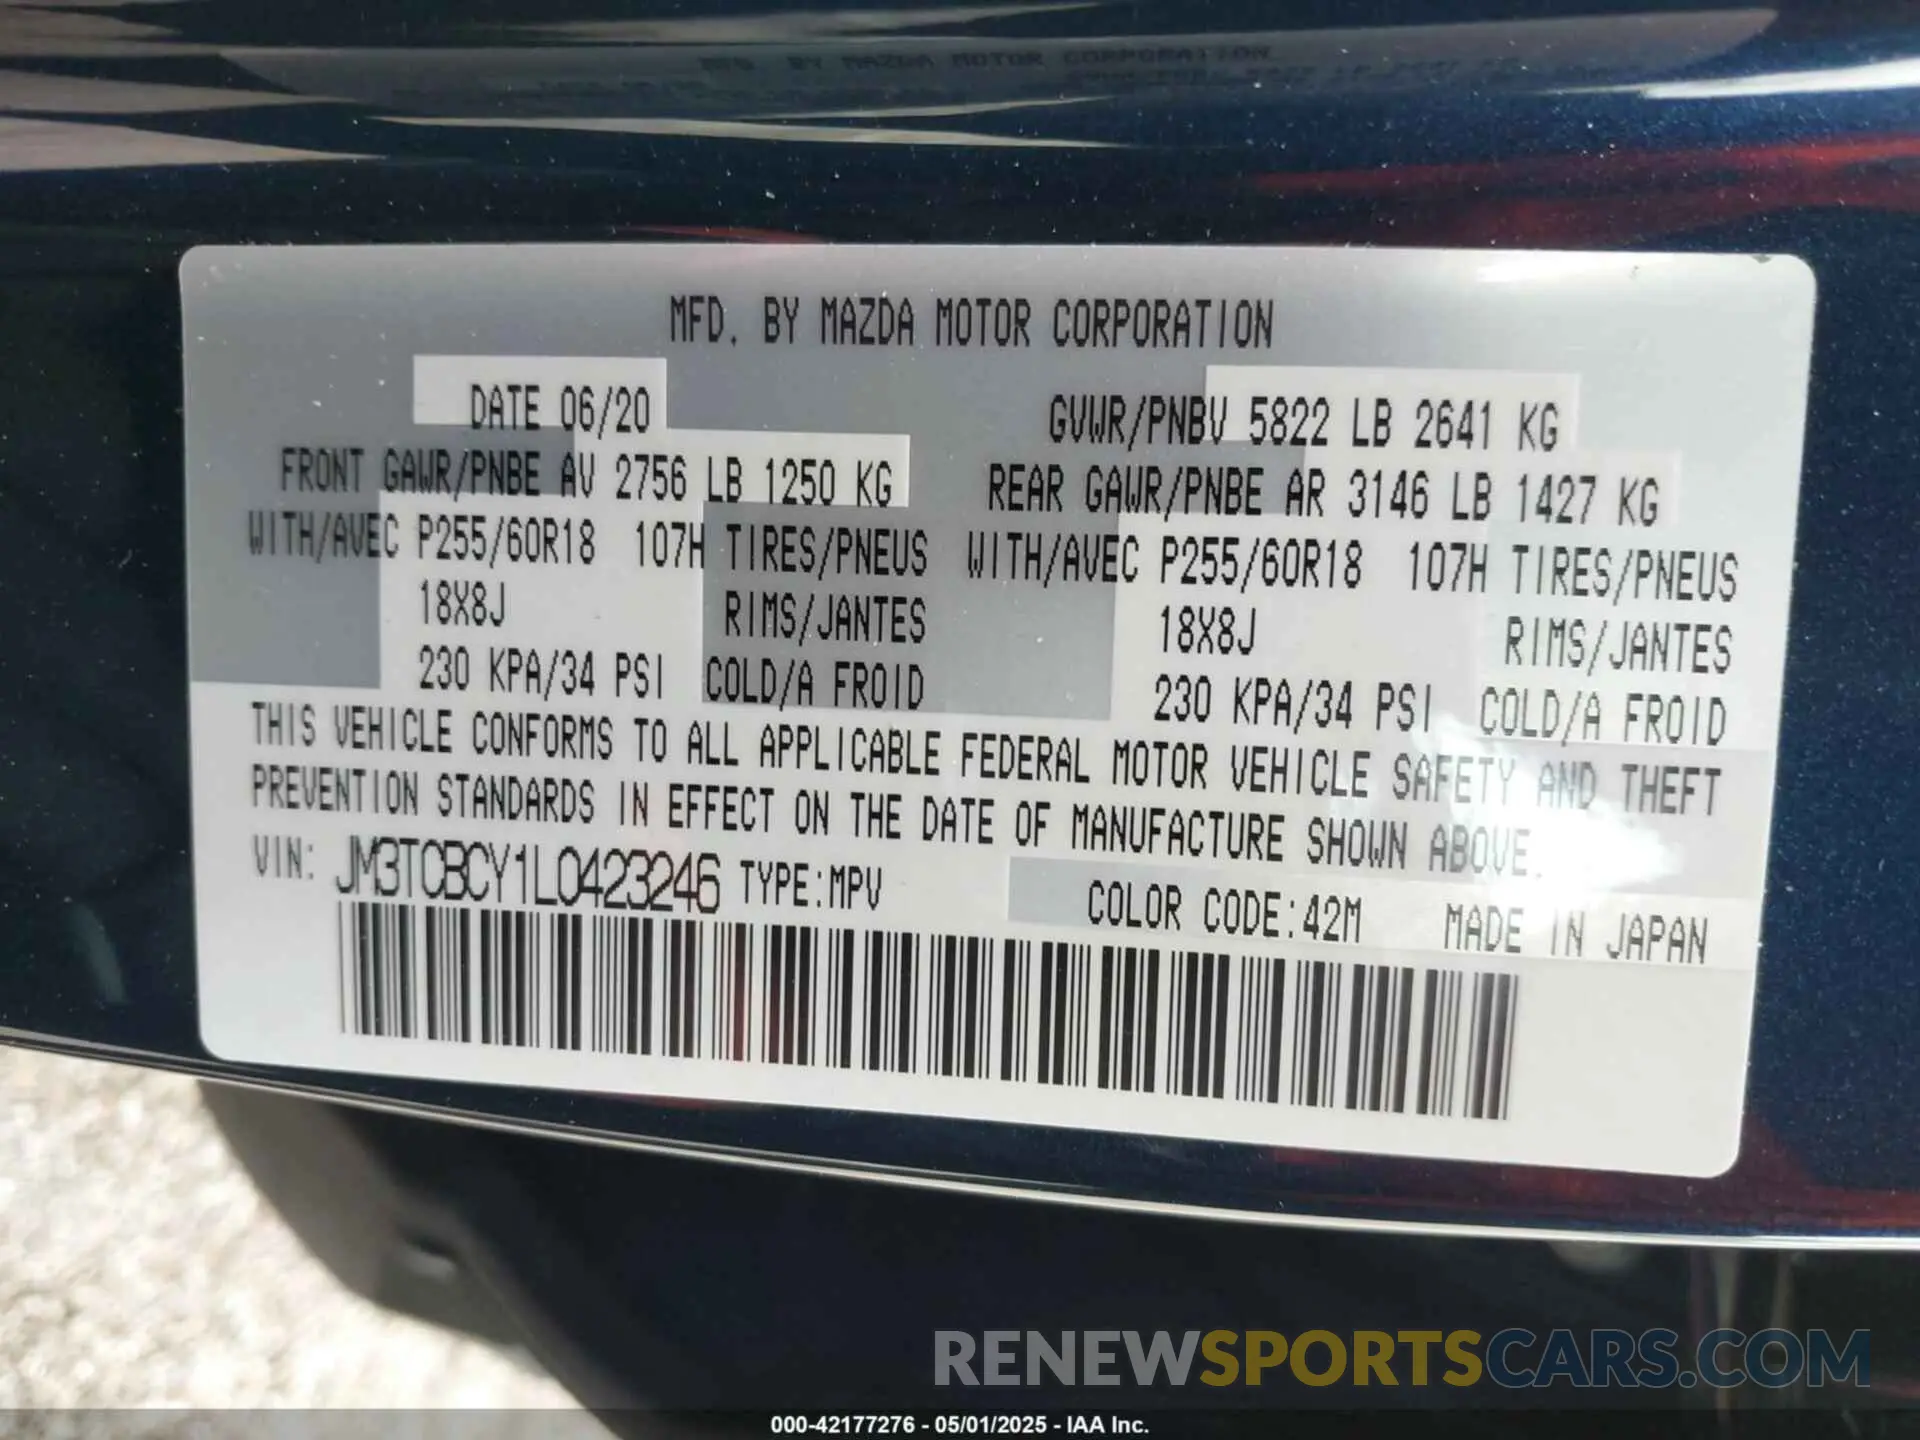 MFD. BY MAZDA MOTOR CORPORATION
DATE 06/20 GVWR/PNBV 5822 LB 2641 KG
FRONT GAWR/PNBE AV 2756 LB 1250 KG REAR GAWR/PNBE AR 3146 LB 1427 KG
WITH/AVEC P255/60R18 107H TIRES/PNEUS WITH/AVEC P255/60R18 107H TIRES/PNEUS
18X8J RIMS/JANTES 18X8J RIMS/JANTES
230 KPA/34 PSI COLD/A FROID 230 KPA/34 PSI COLD/A FROID
THIS VEHICLE CONFORMS TO ALL APPLICABLE FEDERAL MOTOR VEHICLE SAFETY AND THEFT
PREVENTION STANDARDS IN EFFECT ON THE DATE OF MANUFACTURE SHOWN ABOVE.
VIN: JM3TCBCY1L0423246 TYPE:MPV COLOR CODE:42M MADE IN JAPAN
RENEWSPORTSCARS.COM
000-42177276 - 05/01/2025 - IAA Inc.